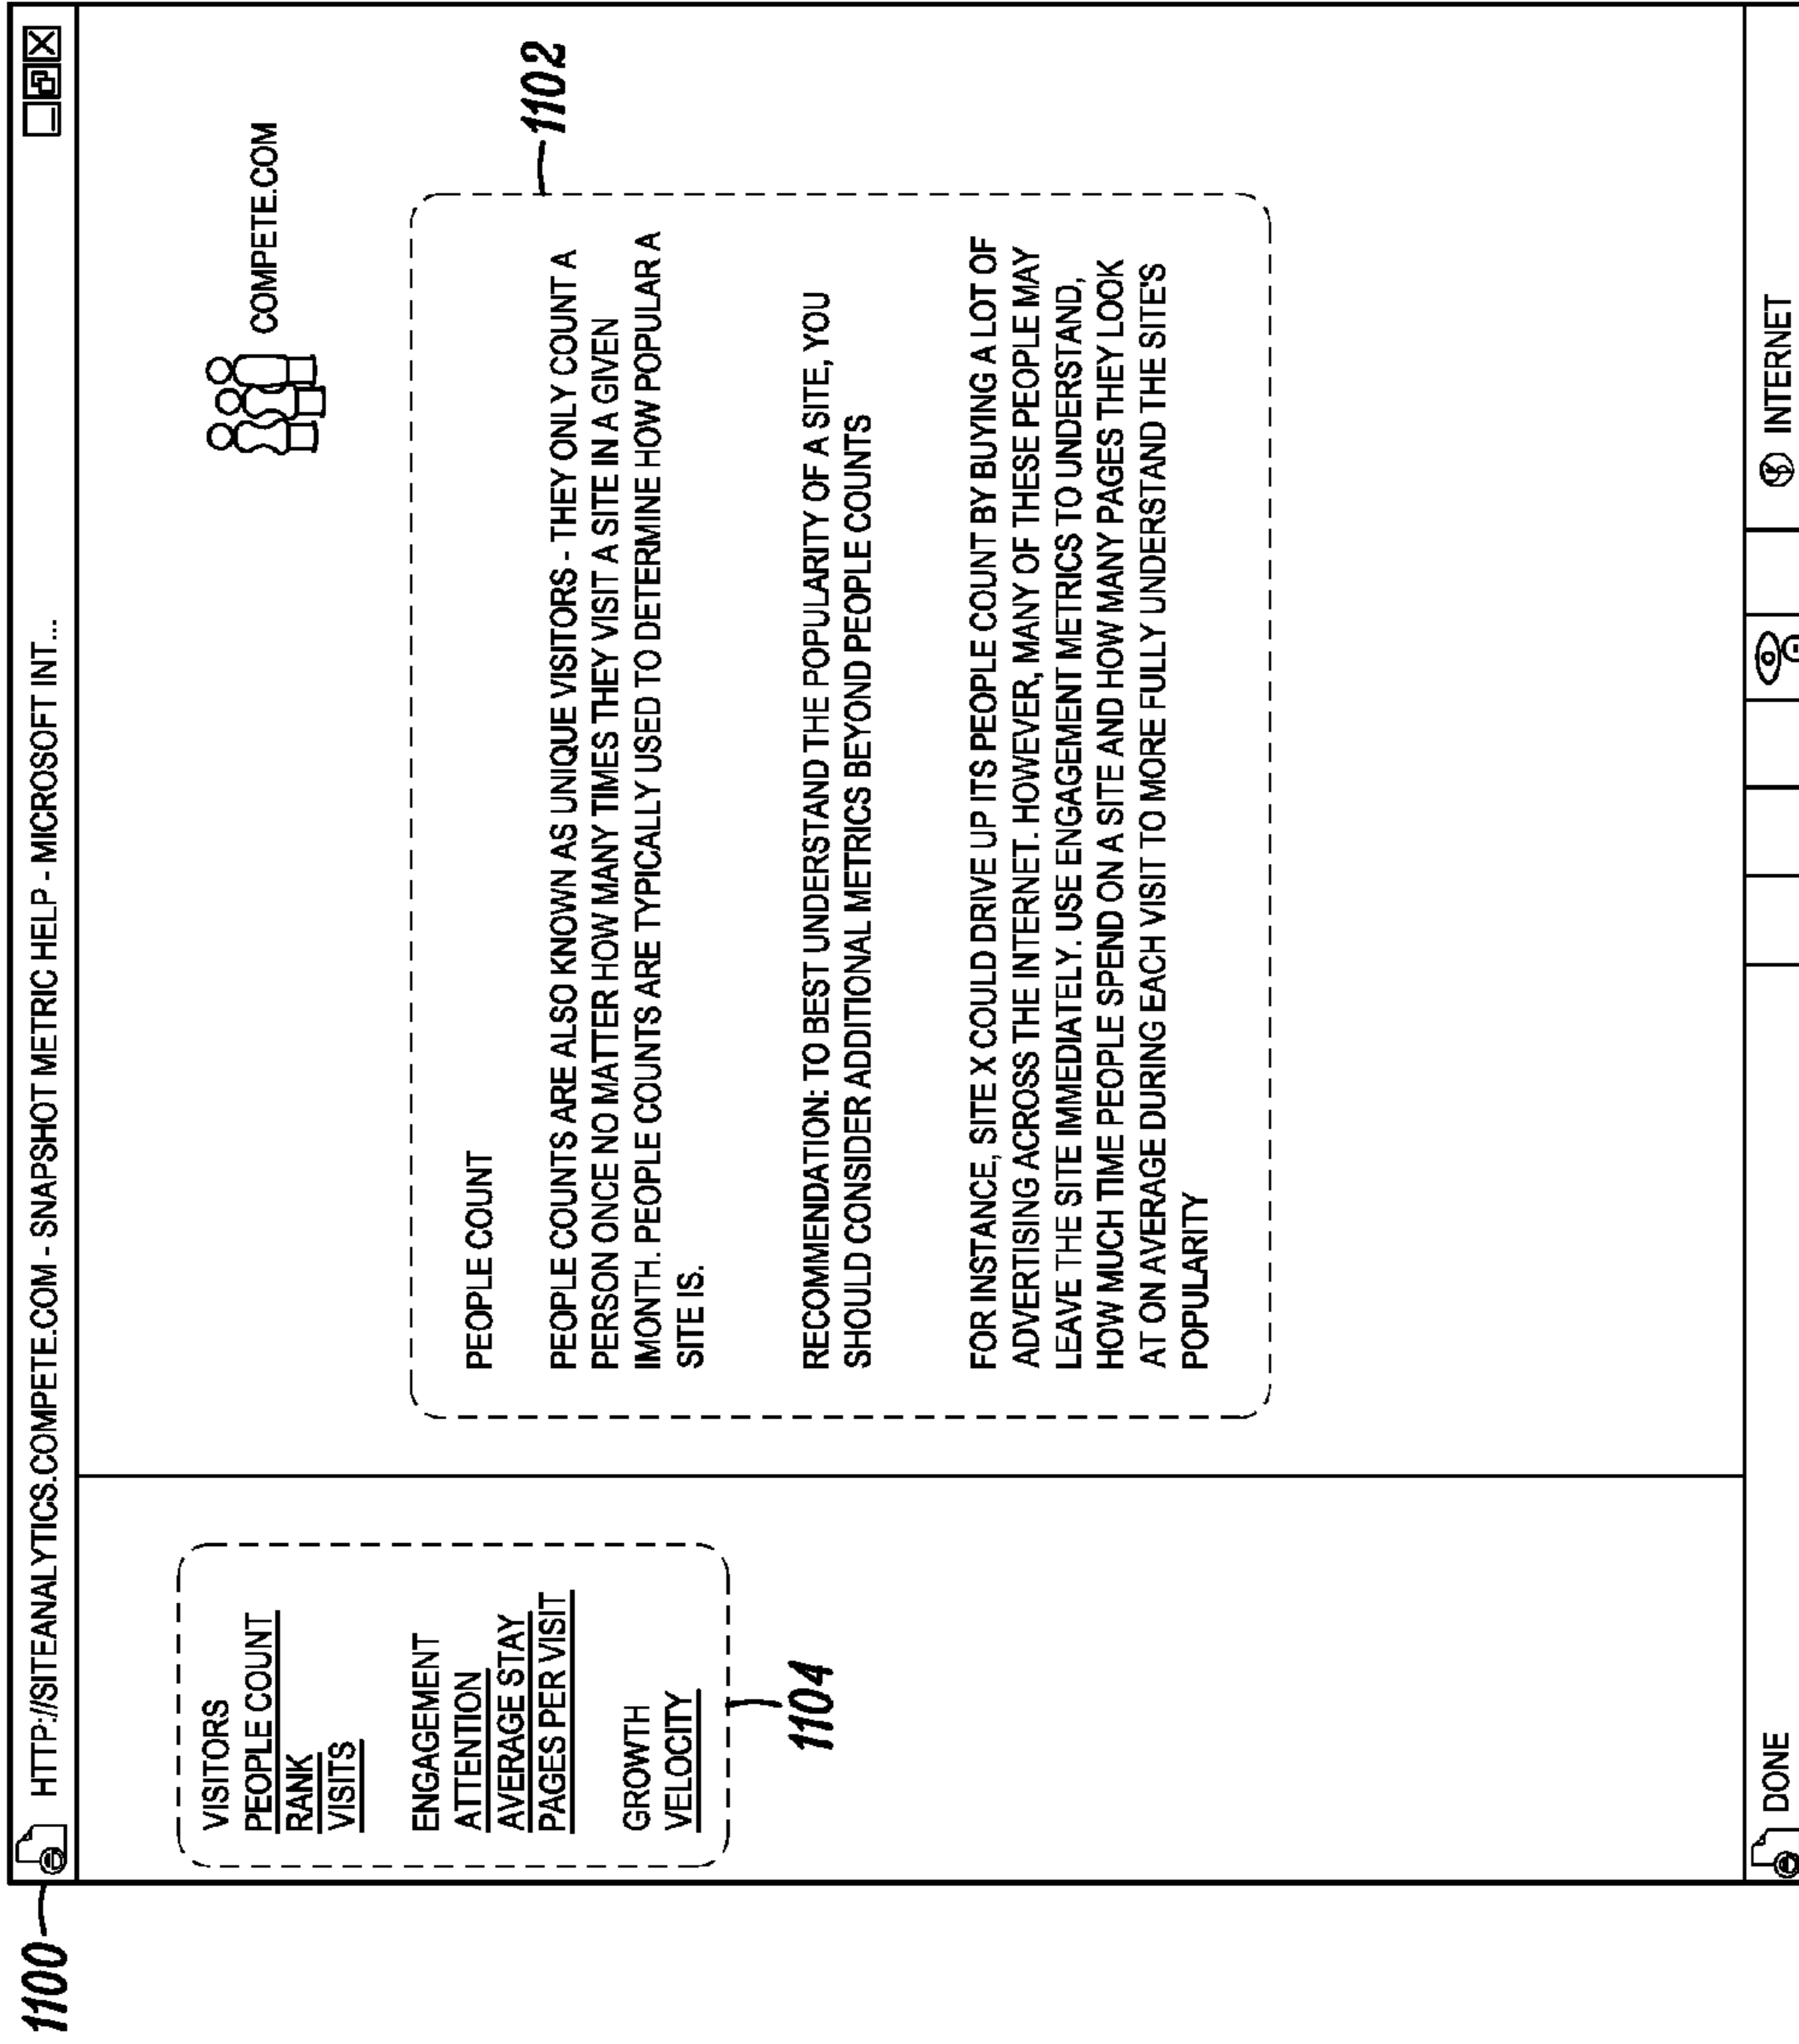 1100
HTTP://SITEANALYTICS.COMPETE.COM - SNAPSHOT METRIC HELP - MICROSOFT INT...
VISITORS
PEOPLE COUNT
RANK
VISITS
ENGAGEMENT
ATTENTION
AVERAGE STAY
PAGES PER VISIT
GROWTH
VELOCITY
1104
COMPETE.COM
1102
PEOPLE COUNT
PEOPLE COUNTS ARE ALSO KNOWN AS UNIQUE VISITORS - THEY ONLY COUNT A
PERSON ONCE NO MATTER HOW MANY TIMES THEY VISIT A SITE IN A GIVEN
MONTH. PEOPLE COUNTS ARE TYPICALLY USED TO DETERMINE HOW POPULAR A
SITE IS.
RECOMMENDATION: TO BEST UNDERSTAND THE POPULARITY OF A SITE, YOU
SHOULD CONSIDER ADDITIONAL METRICS BEYOND PEOPLE COUNTS
FOR INSTANCE, SITE X COULD DRIVE UP ITS PEOPLE COUNT BY BUYING A LOT OF
ADVERTISING ACROSS THE INTERNET. HOWEVER, MANY OF THESE PEOPLE MAY
LEAVE THE SITE IMMEDIATELY. USE ENGAGEMENT METRICS TO UNDERSTAND,
HOW MUCH TIME PEOPLE SPEND ON A SITE AND HOW MANY PAGES THEY LOOK
AT ON AVERAGE DURING EACH VISIT TO MORE FULLY UNDERSTAND THE SITE'S
POPULARITY
DONE
INTERNET